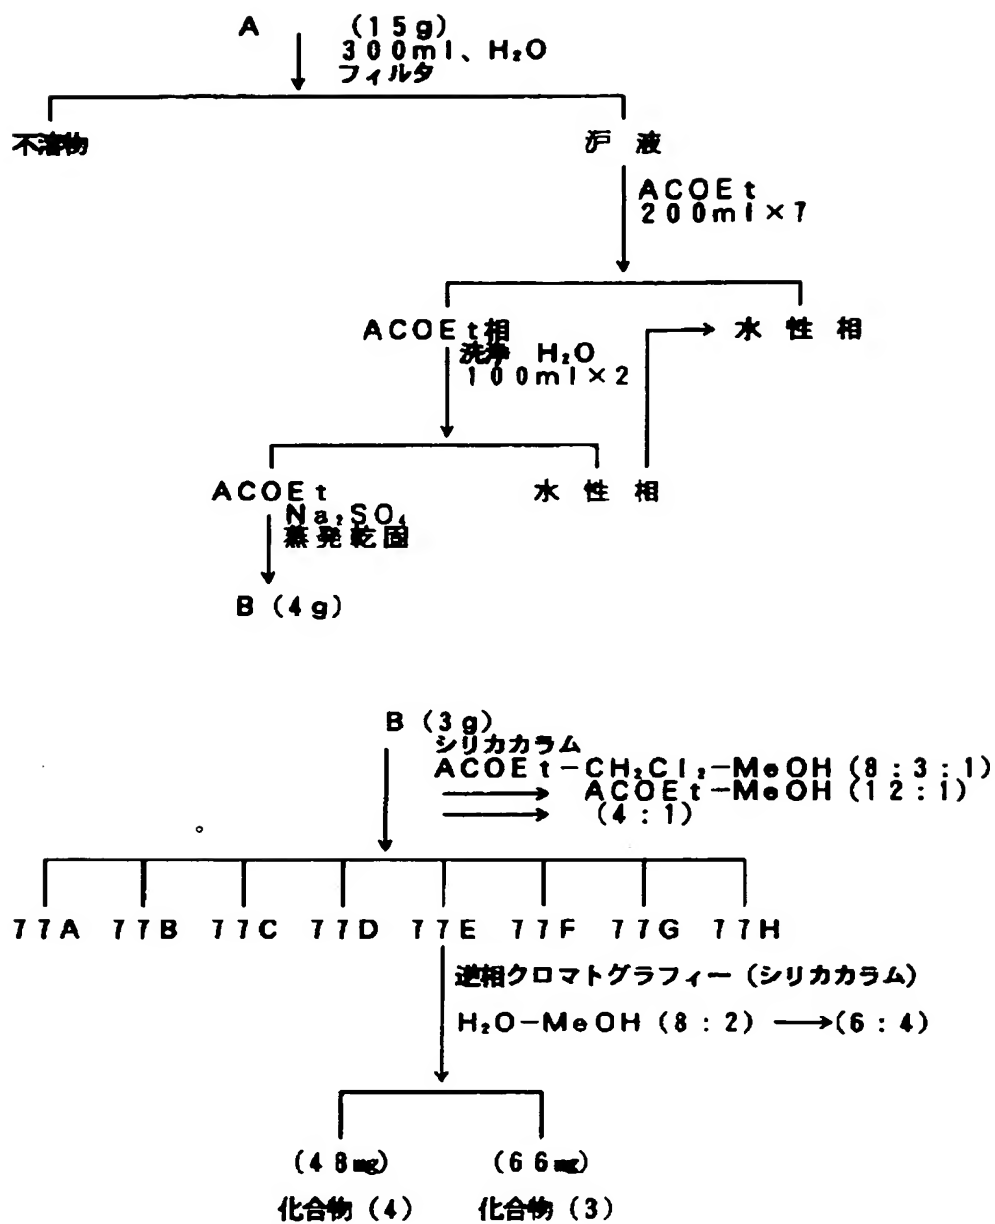 A (15g)
300ml、H₂O
フィルタ
不溶物 沪液
ACOEt
200ml×7
ACOEt相 水性相
洗浄 H₂O
100ml×2
ACOEt 水性相
Na₂SO₄
蒸発乾固
B (4g)
B (3g)
シリカカラム
ACOEt-CH₂Cl₂-MeOH (8:3:1)
ACOEt-MeOH (12:1)
(4:1)
77A 77B 77C 77D 77E 77F 77G 77H
逆相クロマトグラフィー (シリカカラム)
H₂O-MeOH (8:2) →(6:4)
(48mg) (66mg)
化合物 (4) 化合物 (3)